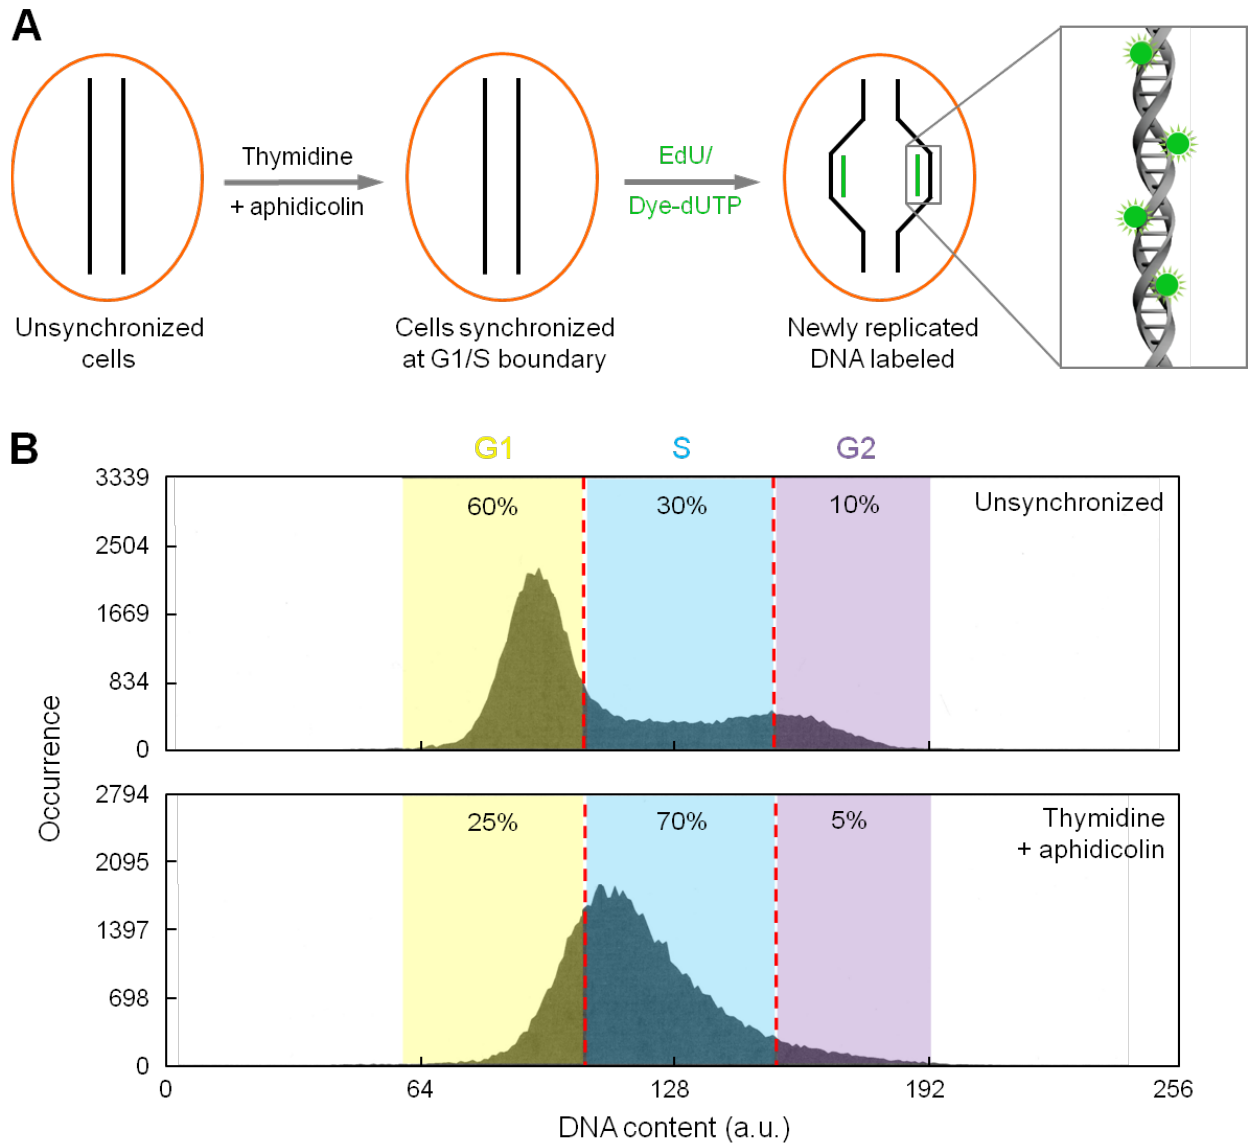 A
Thymidine
+ aphidicolin
EdU/
Dye-dUTP
Unsynchronized
cells
Cells synchronized
at G1/S boundary
Newly replicated
DNA labeled
B
G1 S G2
3339
2504
1669
834
0
60% 30% 10%
Unsynchronized
Occurrence
2794
2095
1397
698
0
25% 70% 5%
Thymidine
+ aphidicolin
0 64 128 192 256
DNA content (a.u.)